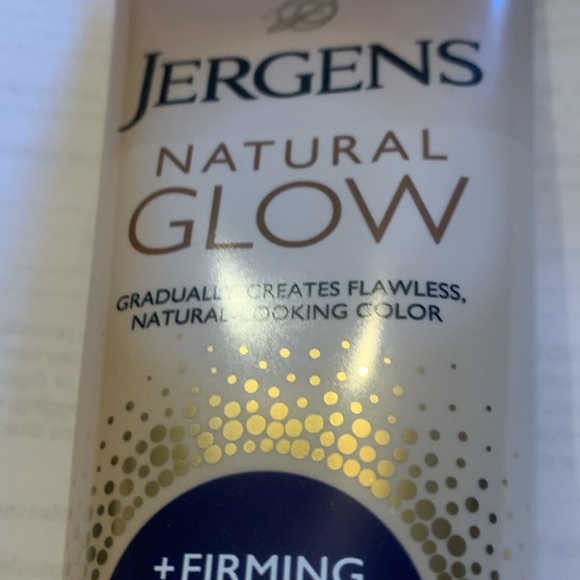 JERGENS
NATURAL
GLOW
GRADUALLY CREATES FLAWLESS,
NATURAL-LOOKING COLOR
+FIRMING